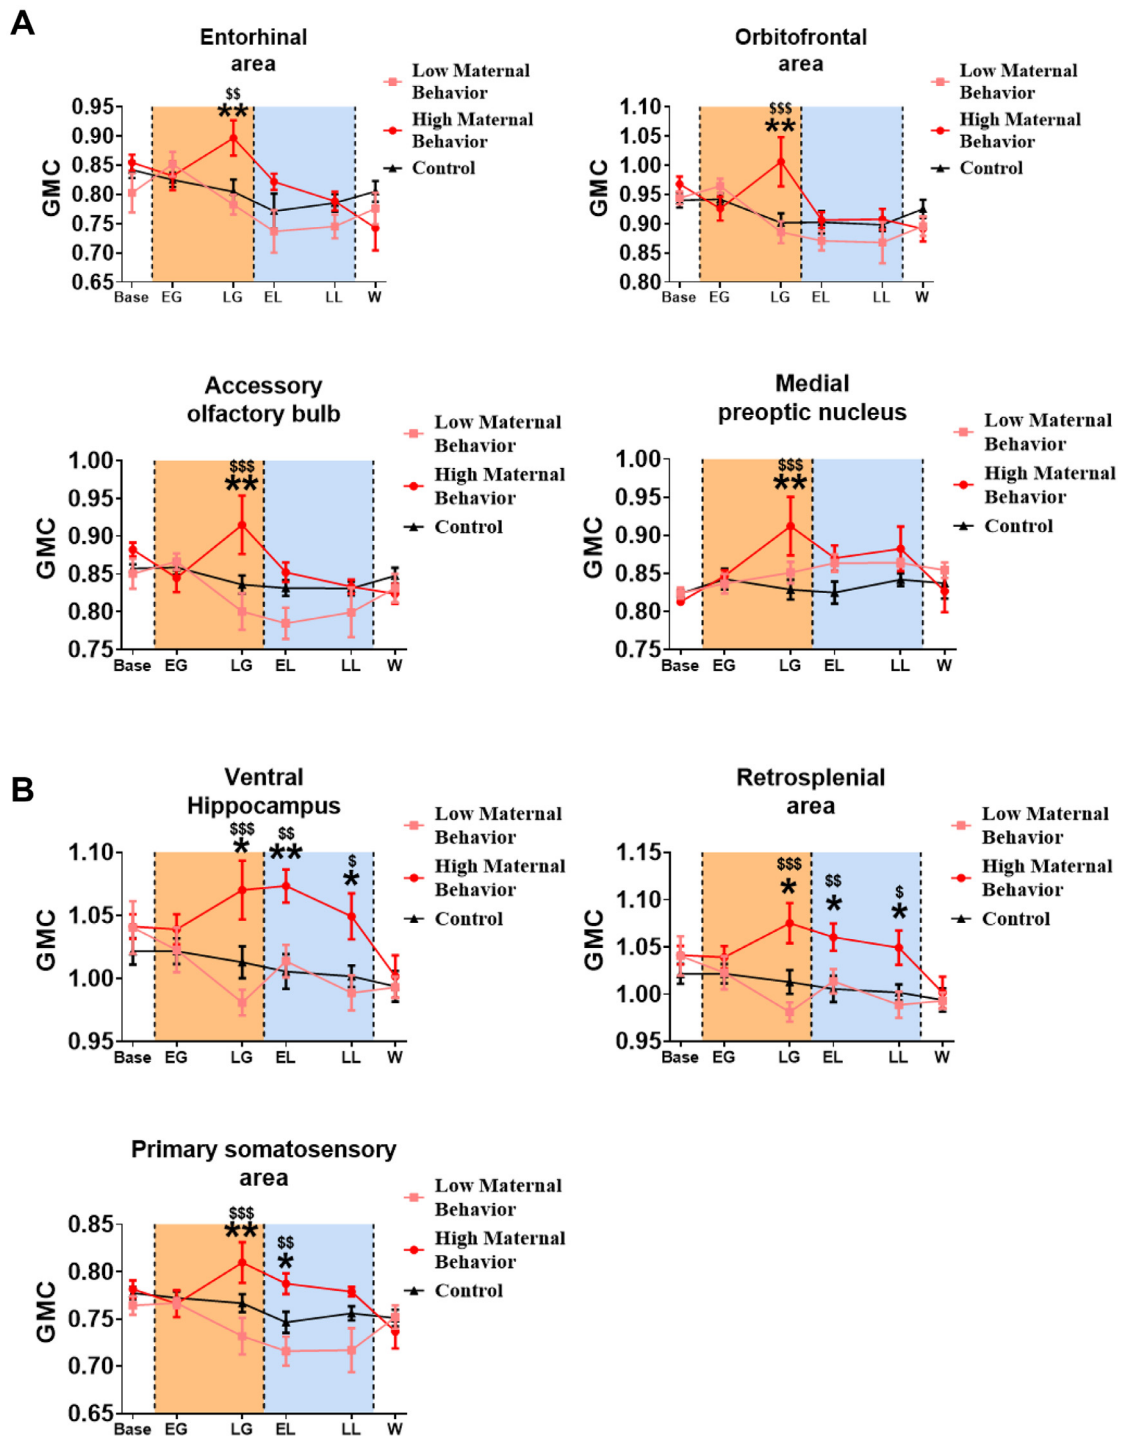 A
Entorhinal
area
Low Maternal
Behavior
High Maternal
Behavior
Control
$$
**
GMC
0.95
0.90
0.85
0.80
0.75
0.70
0.65
Base EG LG EL LL W
Orbitofrontal
area
Low Maternal
Behavior
High Maternal
Behavior
Control
$$$
**
GMC
1.10
1.05
1.00
0.95
0.90
0.85
0.80
Base EG LG EL LL W
Accessory
olfactory bulb
Low Maternal
Behavior
High Maternal
Behavior
Control
$$$
**
GMC
1.00
0.95
0.90
0.85
0.80
0.75
Base EG LG EL LL W
Medial
preoptic nucleus
Low Maternal
Behavior
High Maternal
Behavior
Control
$$$
**
GMC
1.00
0.95
0.90
0.85
0.80
0.75
Base EG LG EL LL W
B
Ventral
Hippocampus
Low Maternal
Behavior
High Maternal
Behavior
Control
$$$ $$ $
* ** *
GMC
1.10
1.05
1.00
0.95
Base EG LG EL LL W
Retrosplenial
area
Low Maternal
Behavior
High Maternal
Behavior
Control
$$$ $$ $
* * *
GMC
1.15
1.10
1.05
1.00
0.95
Base EG LG EL LL W
Primary somatosensory
area
Low Maternal
Behavior
High Maternal
Behavior
Control
$$$ $$
** *
GMC
0.85
0.80
0.75
0.70
0.65
Base EG LG EL LL W